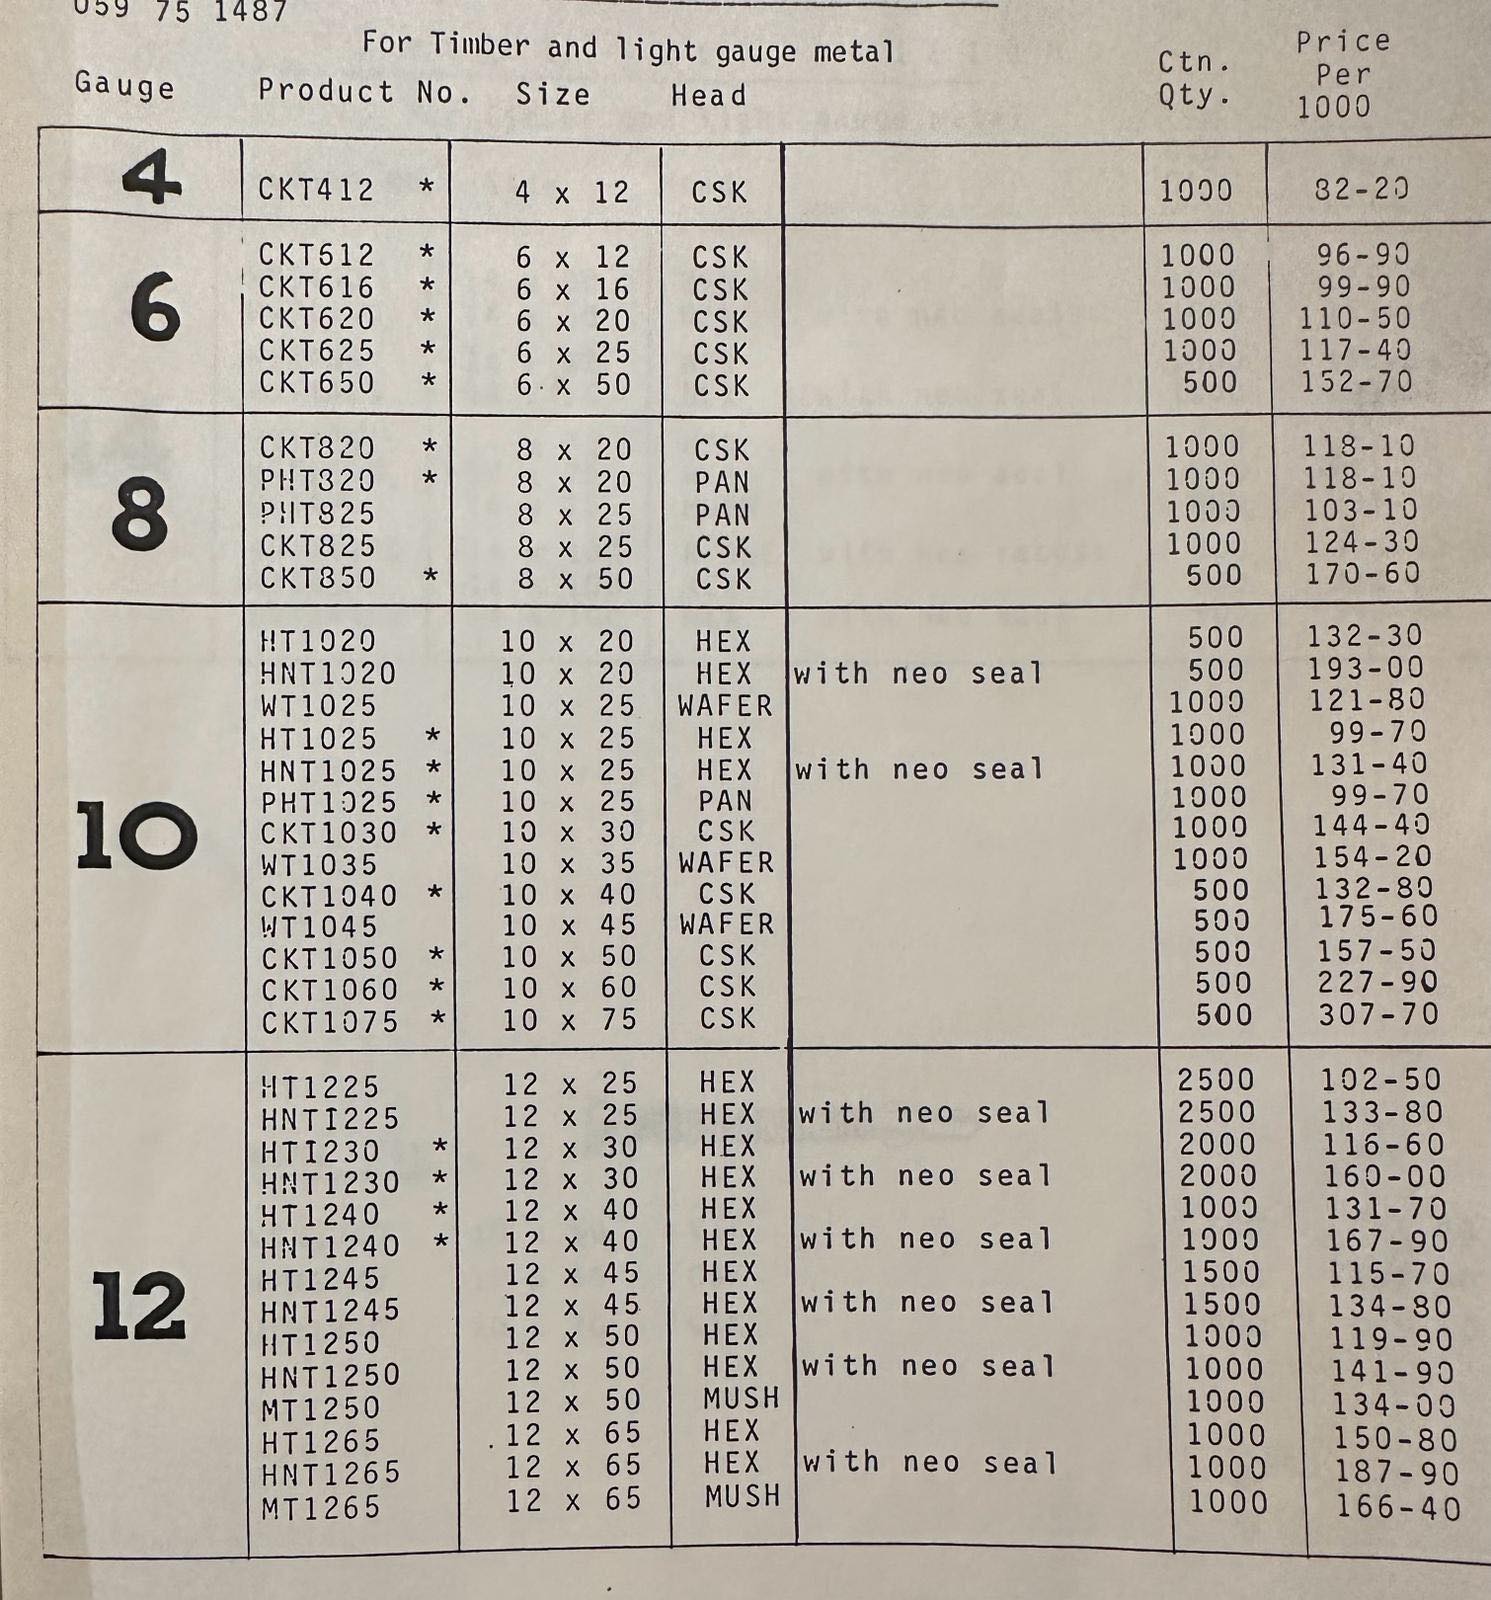 059 75 1487
For Timber and light gauge metal
Gauge Product No. Size Head Ctn. Qty. Price Per 1000
4 CKT412 * 4 x 12 CSK 1000 82-20
6
CKT612 * 6 x 12 CSK 1000 96-90
CKT616 * 6 x 16 CSK 1000 99-90
CKT620 * 6 x 20 CSK 1000 110-50
CKT625 * 6 x 25 CSK 1000 117-40
CKT650 * 6 x 50 CSK 500 152-70
8
CKT820 * 8 x 20 CSK 1000 118-10
PHT820 * 8 x 20 PAN 1000 118-10
PHT825 8 x 25 PAN 1000 103-10
CKT825 8 x 25 CSK 1000 124-30
CKT850 * 8 x 50 CSK 500 170-60
10
HT1020 10 x 20 HEX 500 132-30
HNT1020 10 x 20 HEX with neo seal 500 193-00
WT1025 10 x 25 WAFER 1000 121-80
HT1025 * 10 x 25 HEX 1000 99-70
HNT1025 * 10 x 25 HEX with neo seal 1000 131-40
PHT1025 * 10 x 25 PAN 1000 99-70
CKT1030 * 10 x 30 CSK 1000 144-40
WT1035 10 x 35 WAFER 1000 154-20
CKT1040 * 10 x 40 CSK 500 132-80
WT1045 10 x 45 WAFER 500 175-60
CKT1050 * 10 x 50 CSK 500 157-50
CKT1060 * 10 x 60 CSK 500 227-90
CKT1075 * 10 x 75 CSK 500 307-70
12
HT1225 12 x 25 HEX 2500 102-50
HNT1225 12 x 25 HEX with neo seal 2500 133-80
HT1230 * 12 x 30 HEX 2000 116-60
HNT1230 * 12 x 30 HEX with neo seal 2000 160-00
HT1240 * 12 x 40 HEX 1000 131-70
HNT1240 * 12 x 40 HEX with neo seal 1000 167-90
HT1245 12 x 45 HEX 1500 115-70
HNT1245 12 x 45 HEX with neo seal 1500 134-80
HT1250 12 x 50 HEX 1000 119-90
HNT1250 12 x 50 HEX with neo seal 1000 141-90
MT1250 12 x 50 MUSH 1000 134-00
HT1265 12 x 65 HEX 1000 150-80
HNT1265 12 x 65 HEX with neo seal 1000 187-90
MT1265 12 x 65 MUSH 1000 166-40